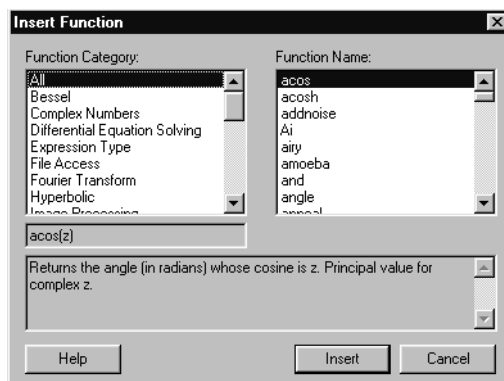 Insert Function
Function Category:
All
Bessel
Complex Numbers
Differential Equation Solving
Expression Type
File Access
Fourier Transform
Hyperbolic
Image Processing
Function Name:
acos
acosh
addnoise
Ai
airy
amoeba
and
angle
acos(z)
Returns the angle (in radians) whose cosine is z. Principal value for
complex z.
Help
Insert
Cancel